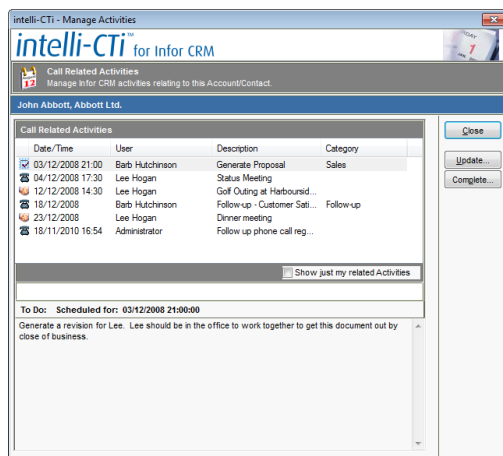 intelli-CTi - Manage Activities
intelli-CTi™ for Infor CRM
Call Related Activities
Manage Infor CRM activities relating to this Account/Contact.
John Abbott, Abbott Ltd.
Call Related Activities
Close
Date/Time User Description Category
03/12/2008 21:00 Barb Hutchinson Generate Proposal Sales
Update...
04/12/2008 17:30 Lee Hogan Status Meeting
Complete...
12/12/2008 14:30 Lee Hogan Golf Outing at Harboursid...
18/12/2008 Barb Hutchinson Follow-up - Customer Sati... Follow-up
23/12/2008 Lee Hogan Dinner meeting
18/11/2010 16:54 Administrator Follow up phone call reg...
Show just my related Activities
To Do: Scheduled for: 03/12/2008 21:00:00
Generate a revision for Lee. Lee should be in the office to work together to get this document out by
close of business.